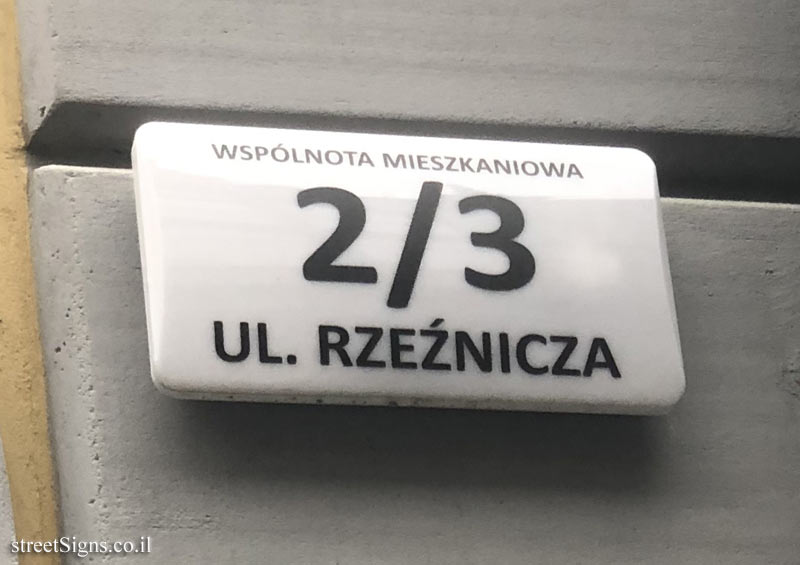 WSPÓLNOTA MIESZKANIOWA
2/3
UL. RZEŹNICZA
streetSigns.co.il